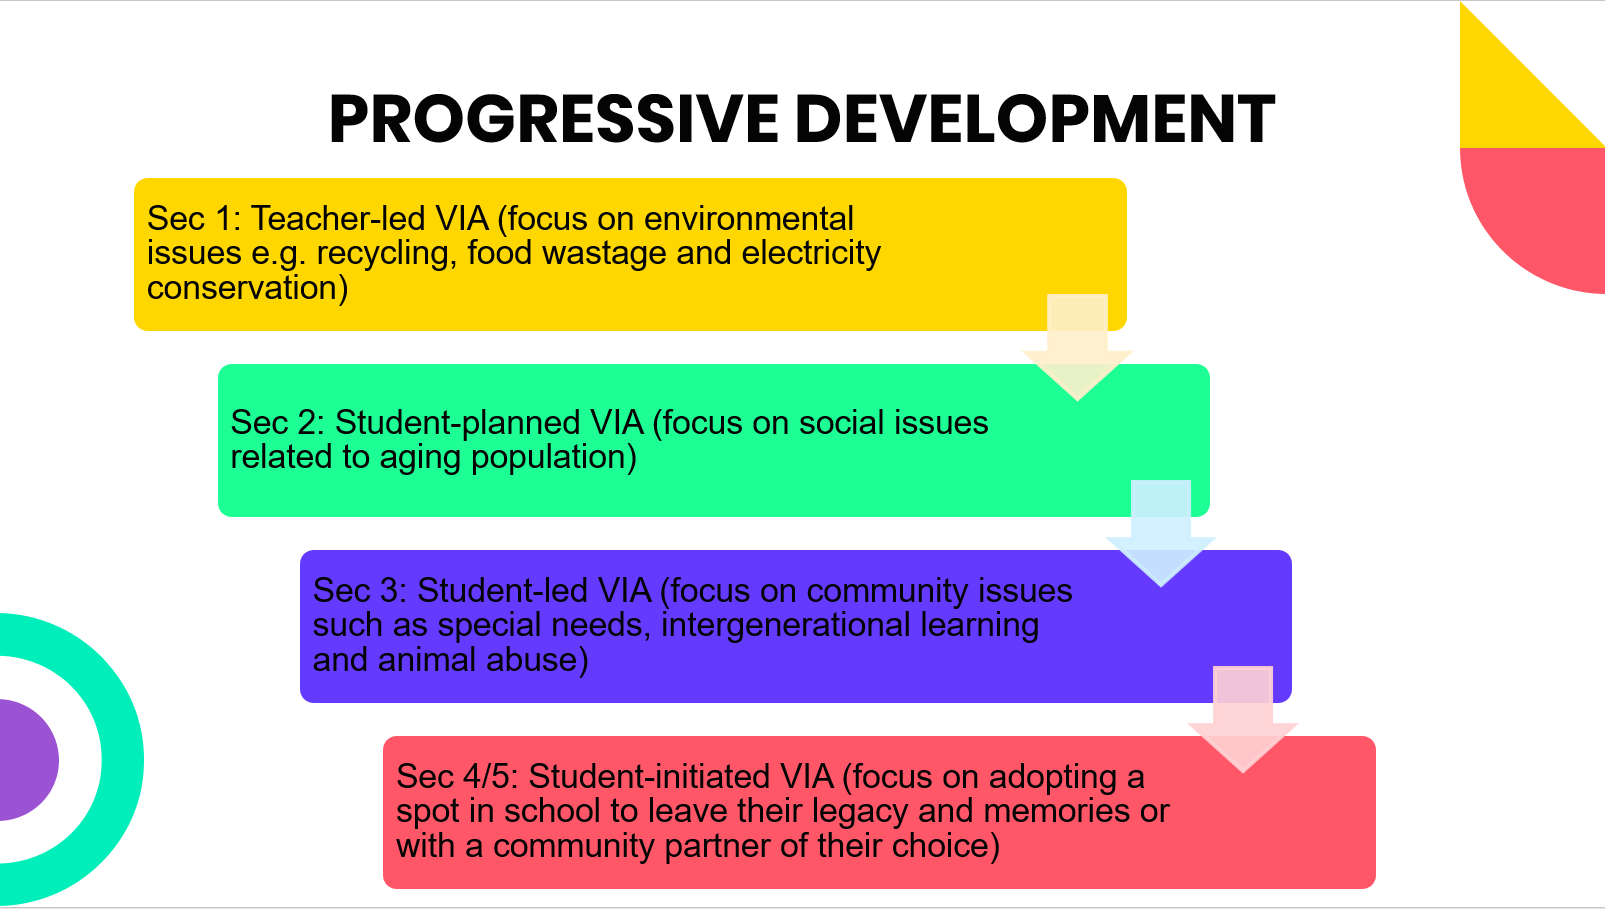 PROGRESSIVE DEVELOPMENT
Sec 1: Teacher-led VIA (focus on environmental
issues e.g. recycling, food wastage and electricity
conservation)
Sec 2: Student-planned VIA (focus on social issues
related to aging population)
Sec 3: Student-led VIA (focus on community issues
such as special needs, intergenerational learning
and animal abuse)
Sec 4/5: Student-initiated VIA (focus on adopting a
spot in school to leave their legacy and memories or
with a community partner of their choice)